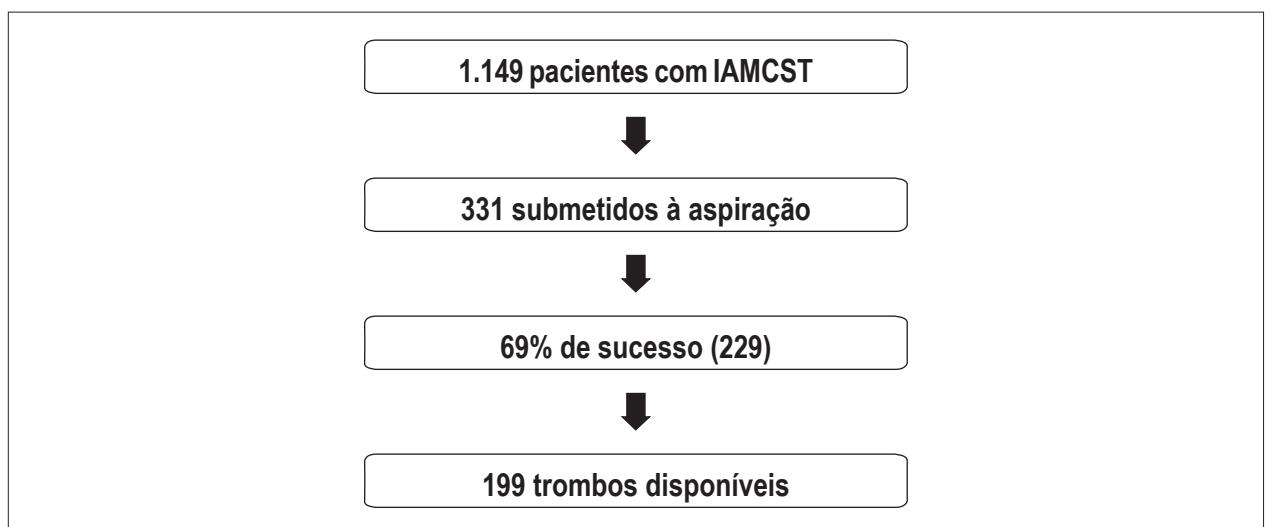 1.149 pacientes com IAMCST
331 submetidos à aspiração
69% de sucesso (229)
199 trombos disponíveis